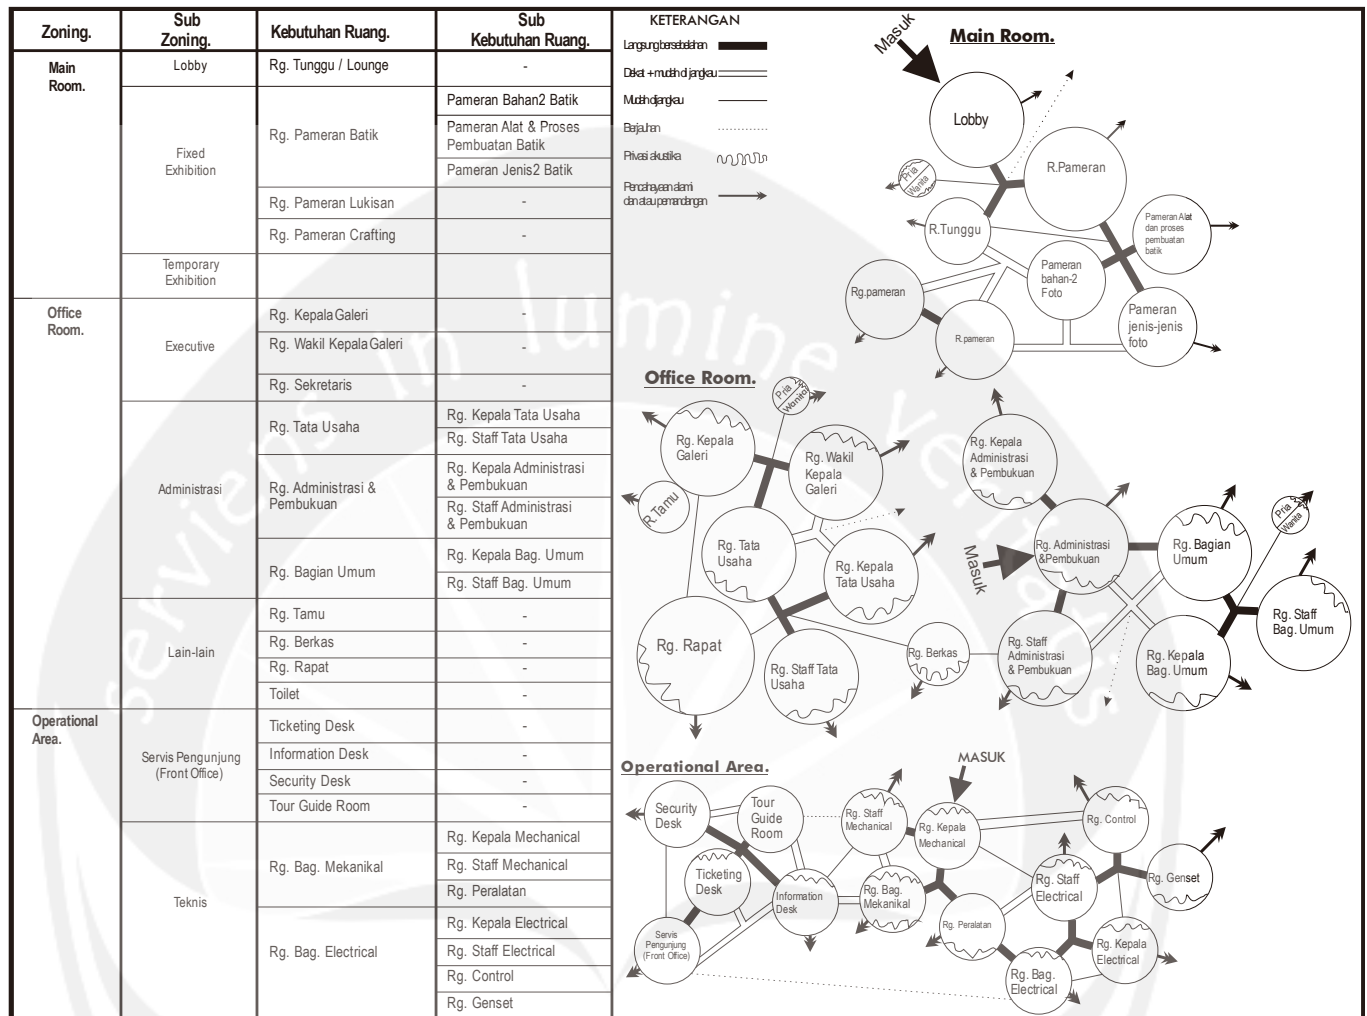 Zoning.
Sub
Zoning.
Kebutuhan Ruang.
Sub
Kebutuhan Ruang.
Main
Room.
Lobby
Rg. Tunggu / Lounge
-
Fixed
Exhibition
Rg. Pameran Batik
Pameran Bahan2 Batik
Pameran Alat & Proses
Pembuatan Batik
Pameran Jenis2 Batik
Rg. Pameran Lukisan
-
Rg. Pameran Crafting
-
Temporary
Exhibition
Office
Room.
Executive
Rg. Kepala Galeri
-
Rg. Wakil Kepala Galeri
-
Rg. Sekretaris
-
Administrasi
Rg. Tata Usaha
Rg. Kepala Tata Usaha
Rg. Staff Tata Usaha
Rg. Administrasi &
Pembukuan
Rg. Kepala Administrasi
& Pembukuan
Rg. Staff Administrasi
& Pembukuan
Rg. Bagian Umum
Rg. Kepala Bag. Umum
Rg. Staff Bag. Umum
Lain-lain
Rg. Tamu
-
Rg. Berkas
-
Rg. Rapat
-
Toilet
-
Operational
Area.
Servis Pengunjung
(Front Office)
Ticketing Desk
-
Information Desk
-
Security Desk
-
Tour Guide Room
-
Teknis
Rg. Bag. Mekanikal
Rg. Kepala Mechanical
Rg. Staff Mechanical
Rg. Peralatan
Rg. Bag. Electrical
Rg. Kepala Electrical
Rg. Staff Electrical
Rg. Control
Rg. Genset
KETERANGAN
Langsung bersebelahan
Dekat + mudah di jangkau
Mudah dijangkau
Berjauhan
Privasi akustika
Pencahayaan alami
dan atau pemandangan
Main Room.
Masuk
Lobby
R.Pameran
Pria
Wanita
R.Tunggu
Pameran Alat
dan proses
pembuatan
batik
Pameran
bahan-2
Foto
Rg.pameran
R.pameran
Pameran
jenis-jenis
foto
Office Room.
Pria
Wanita
Rg. Kepala
Galeri
Rg. Wakil
Kepala
Galeri
R.Tamu
Rg. Tata
Usaha
Rg. Kepala
Tata Usaha
Rg. Rapat
Rg. Staff Tata
Usaha
Rg. Berkas
Rg. Kepala
Administrasi
& Pembukuan
Masuk
Rg. Administrasi
&Pembukuan
Rg. Bagian
Umum
Pria
Wanita
Rg. Staff
Administrasi
& Pembukuan
Rg. Kepala
Bag. Umum
Rg. Staff
Bag. Umum
Operational Area.
MASUK
Security
Desk
Tour
Guide
Room
Rg. Staff
Mechanical
Rg. Kepala
Mechanical
Rg. Control
Ticketing
Desk
Information
Desk
Rg. Bag.
Mekanikal
Rg. Staff
Electrical
Rg. Genset
Servis
Pengunjung
(Front Office)
Rg. Peralatan
Rg. Bag.
Electrical
Rg. Kepala
Electrical
serviens in lumine veritatis